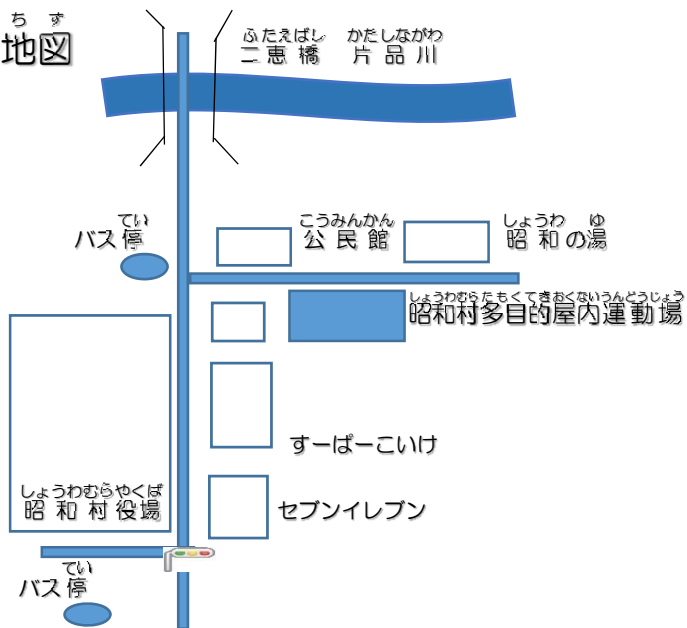 ちず
地図
ふたえばし かたしながわ
二恵橋 片品川
てい
バス停
こうみんかん
公民館
しょうわ ゆ
昭和の湯
しょうわむらたもくてきおくないうんどうじょう
昭和村多目的屋内運動場
すーぱーこいけ
しょうわむらやくば
昭和村役場
セブンイレブン
てい
バス停